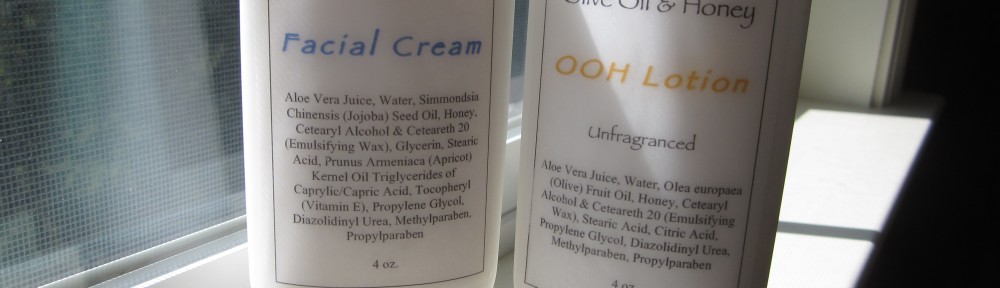 Facial Cream
Aloe Vera Juice, Water, Simmondsia
Chinensis (Jojoba) Seed Oil, Honey,
Cetearyl Alcohol & Ceteareth 20
(Emulsifying Wax), Glycerin, Stearic
Acid, Prunus Armeniaca (Apricot)
Kernel Oil Triglycerides of
Caprylic/Capric Acid, Tocopheryl
(Vitamin E), Propylene Glycol,
Diazolidinyl Urea, Methylparaben,
Propylparaben
4 oz.
Olive Oil & Honey
OOH Lotion
Unfragranced
Aloe Vera Juice, Water, Olea europaea
(Olive) Fruit Oil, Honey, Cetearyl
Alcohol & Ceteareth 20 (Emulsifying
Wax), Stearic Acid, Citric Acid,
Propylene Glycol, Diazolidinyl Urea,
Methylparaben, Propylparaben
4 oz.